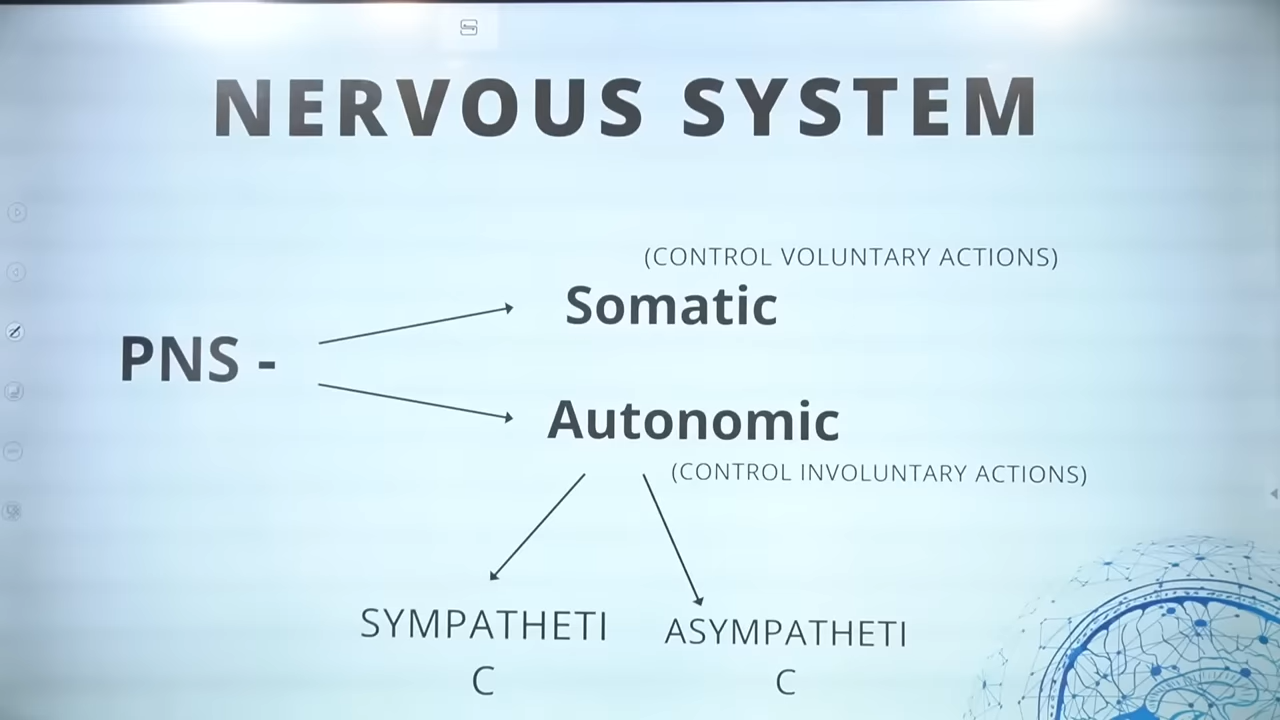 NERVOUS SYSTEM
(CONTROL VOLUNTARY ACTIONS)
Somatic
PNS -
Autonomic
(CONTROL INVOLUNTARY ACTIONS)
SYMPATHETI
C
ASYMPATHETI
C